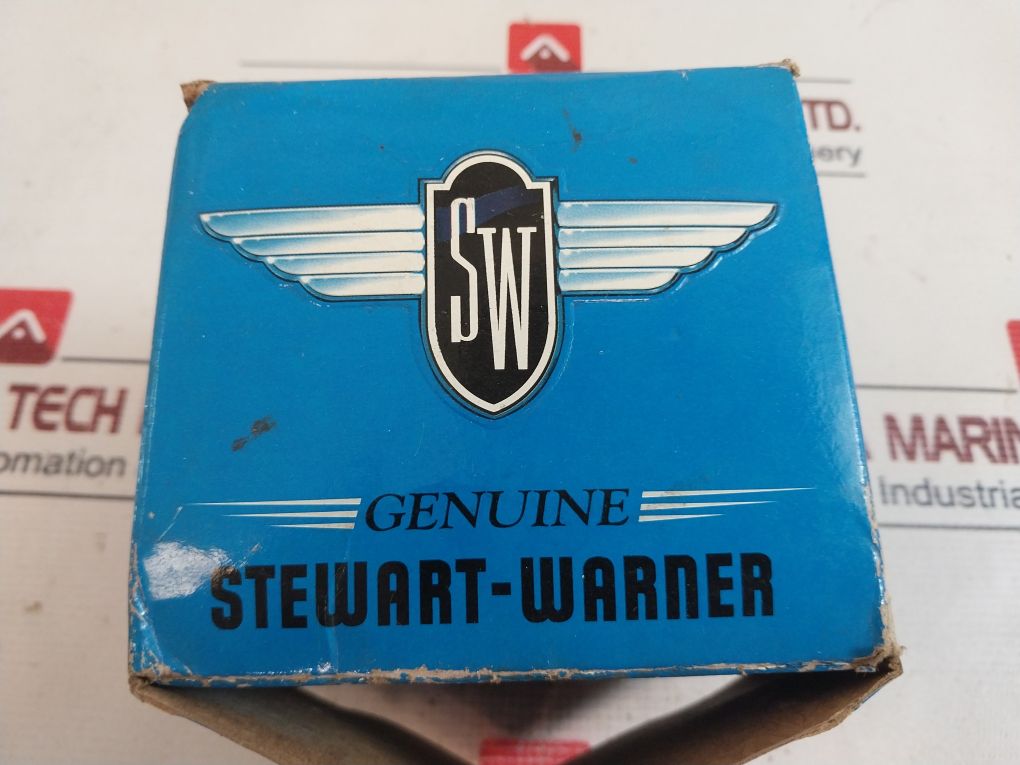 TD.
ery
SW
TECH
omation
MARIN
Industria
GENUINE
STEWART-WARNER